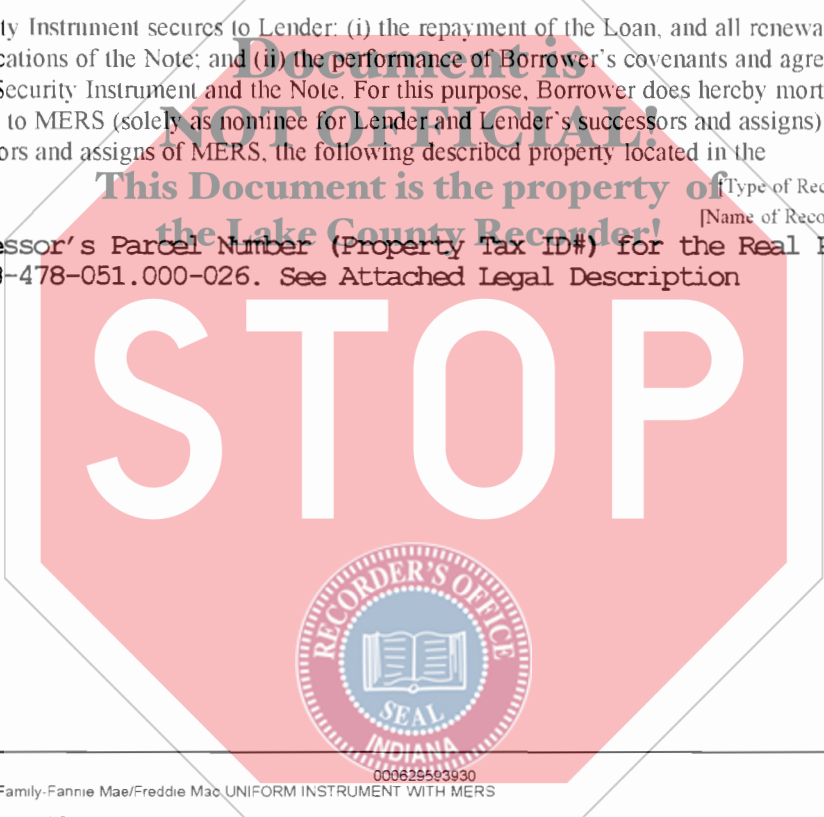 ty Instrument secures to Lender: (i) the repayment of the Loan, and all renewa
cations of the Note; and (ii) the performance of Borrower's covenants and agre
Document is
Security Instrument and the Note. For this purpose, Borrower does hereby mort
to MERS (solely as nominee for Lender and Lender's successors and assigns)
NOT OFFICIAL!
ors and assigns of MERS, the following described property located in the
This Document is the property of
[Type of Rec
the Lake County Recorder!
[Name of Reco
essor's Parcel Number (Property Tax ID#) for the Real
-478-051.000-026. See Attached Legal Description
STOP
RECORDER'S OFFICE
SEAL
INDIANA
000629593930
Family-Fannie Mae/Freddie Mac UNIFORM INSTRUMENT WITH MERS